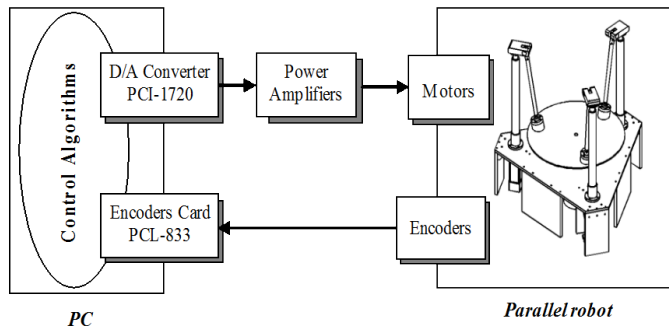 Control Algorithms
D/A Converter
PCI-1720
Power
Amplifiers
Motors
Encoders Card
PCL-833
Encoders
PC
Parallel robot